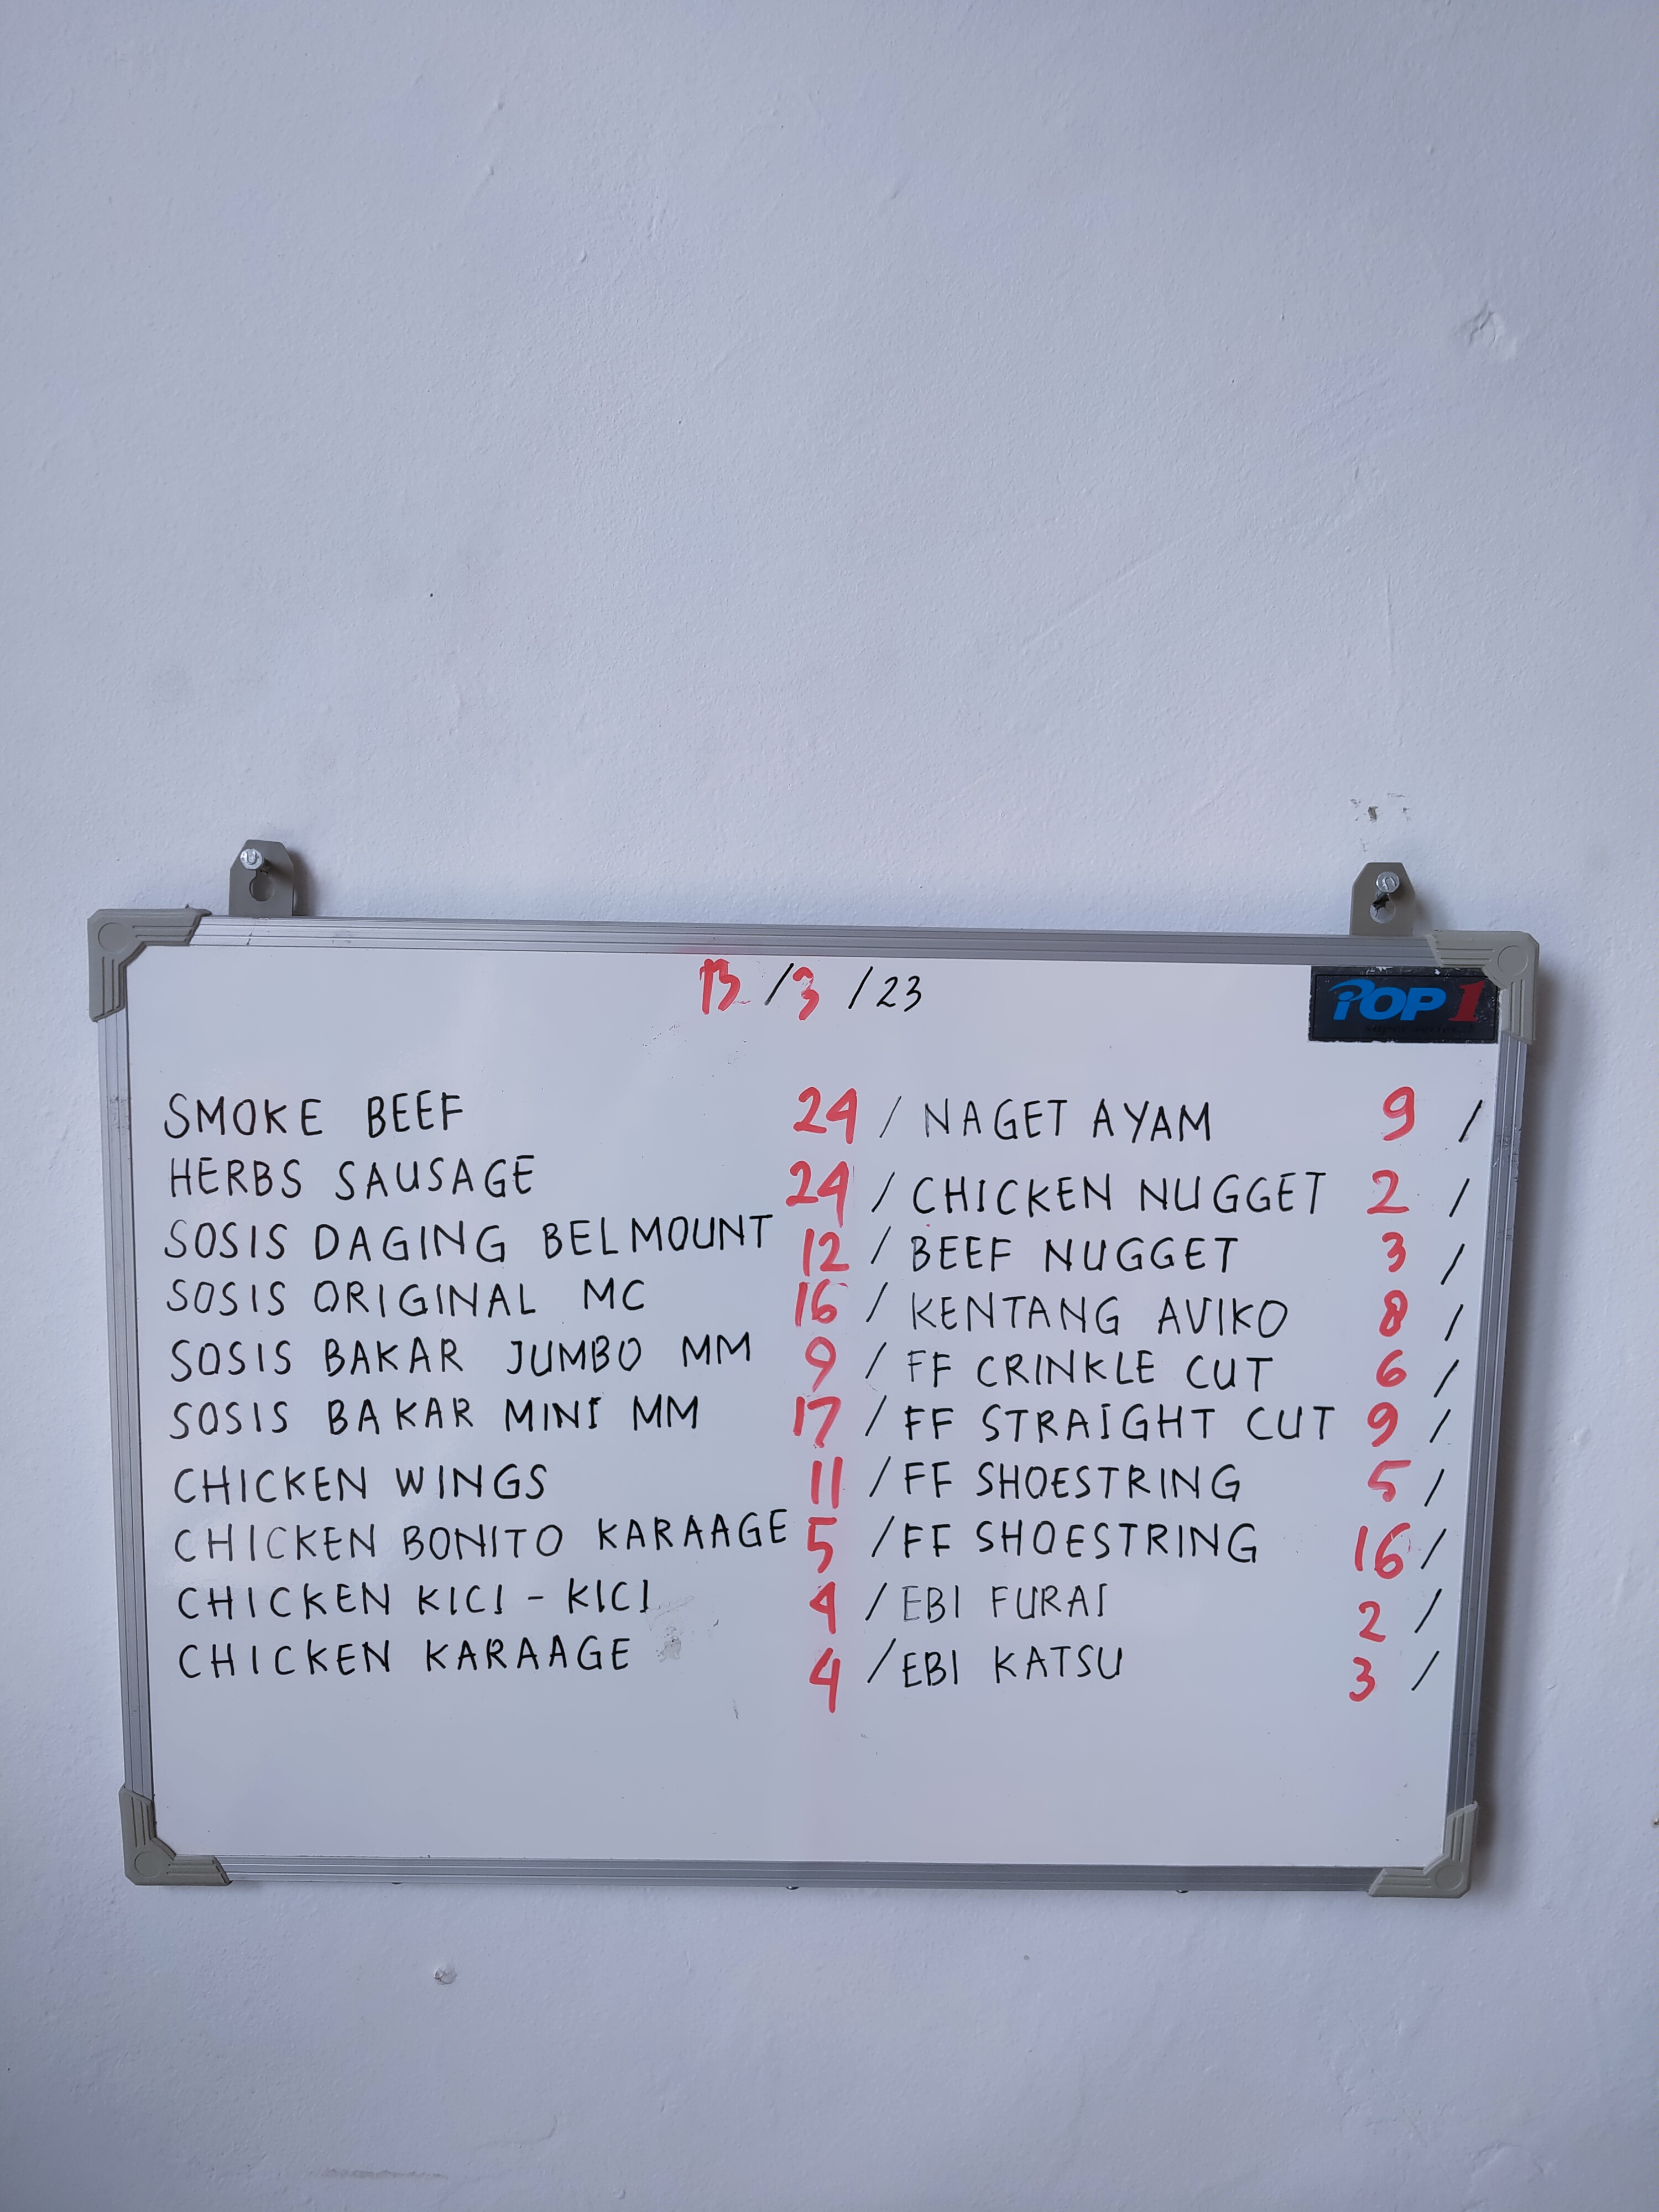 13/3/23
TOP 1
SMOKE BEEF 24 / NAGET AYAM 9 /
HERBS SAUSAGE 24 / CHICKEN NUGGET 2 /
SOSIS DAGING BELMOUNT 12 / BEEF NUGGET 3 /
SOSIS ORIGINAL MC 16 / KENTANG AVIKO 8 /
SOSIS BAKAR JUMBO MM 9 / FF CRINKLE CUT 6 /
SOSIS BAKAR MINI MM 17 / FF STRAIGHT CUT 9 /
CHICKEN WINGS 11 / FF SHOESTRING 5 /
CHICKEN BONITO KARAAGE 5 / FF SHOESTRING 16 /
CHICKEN KICI - KICI 4 / EBI FURAI 2 /
CHICKEN KARAAGE 4 / EBI KATSU 3 /